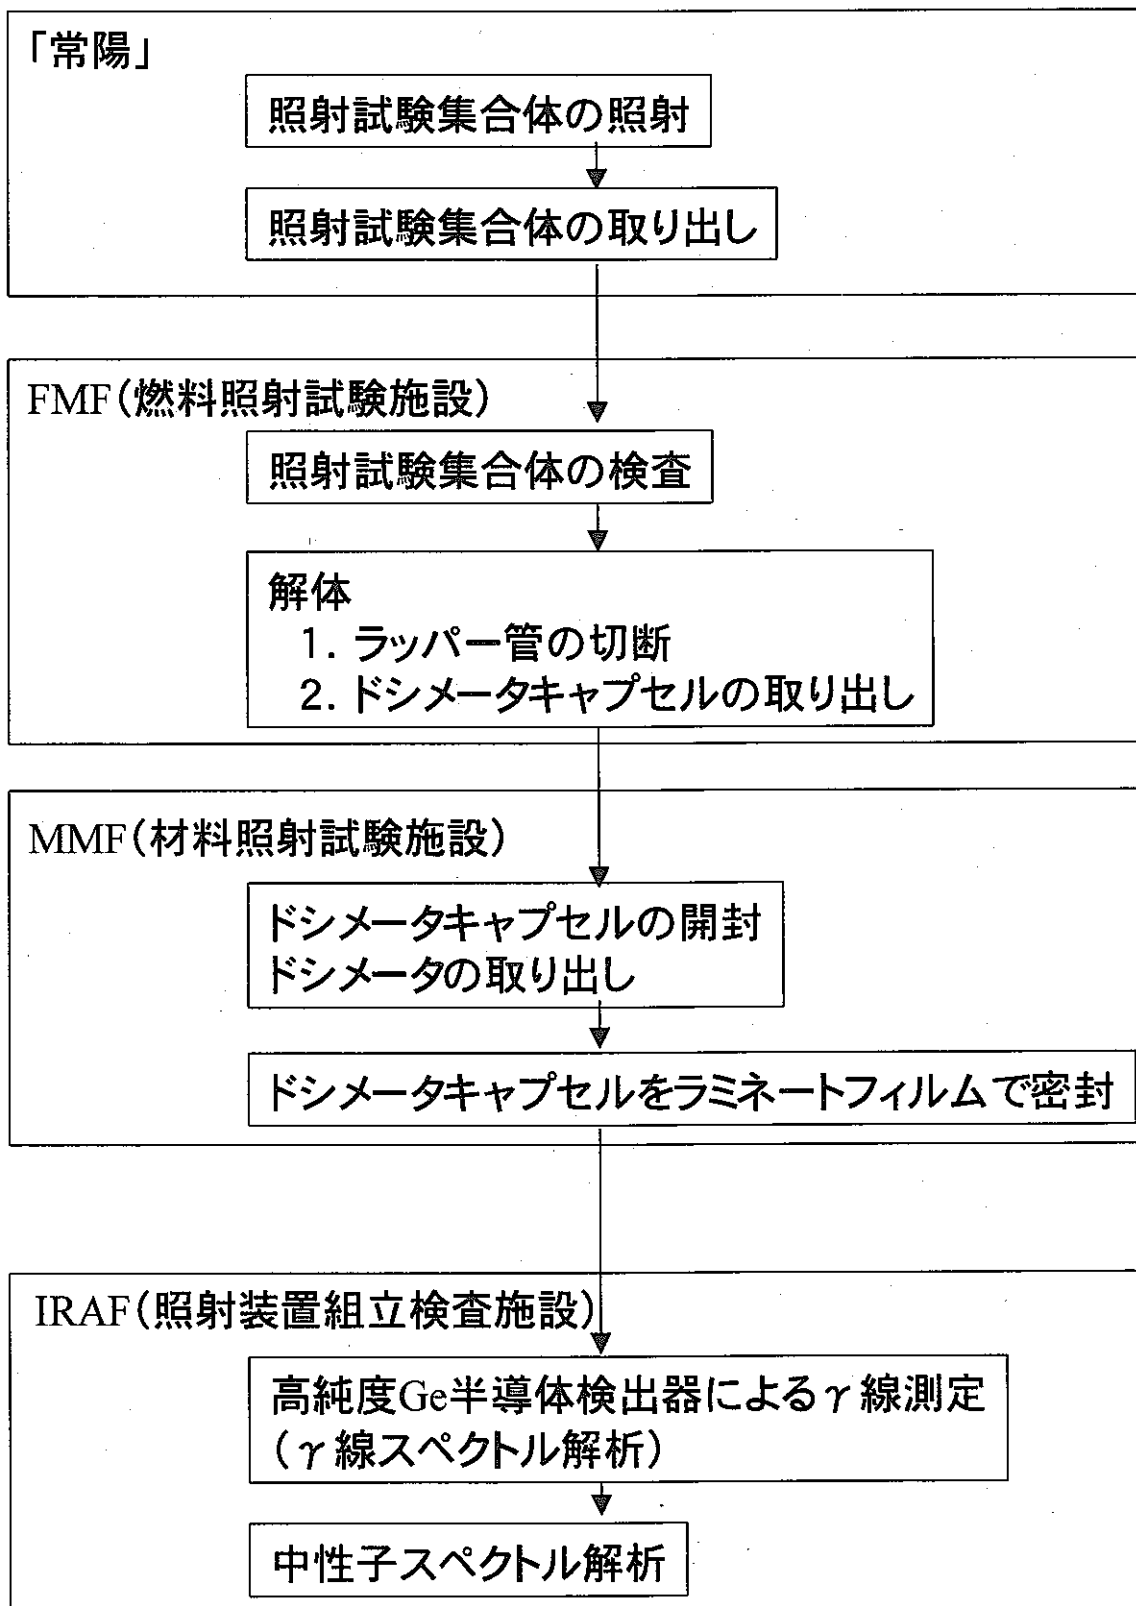 「常陽」
照射試験集合体の照射
照射試験集合体の取り出し
FMF(燃料照射試験施設)
照射試験集合体の検査
解体
1. ラッパー管の切断
2. ドシメータキャプセルの取り出し
MMF(材料照射試験施設)
ドシメータキャプセルの開封
ドシメータの取り出し
ドシメータキャプセルをラミネートフィルムで密封
IRAF(照射装置組立検査施設)
高純度Ge半導体検出器によるγ線測定
(γ線スペクトル解析)
中性子スペクトル解析